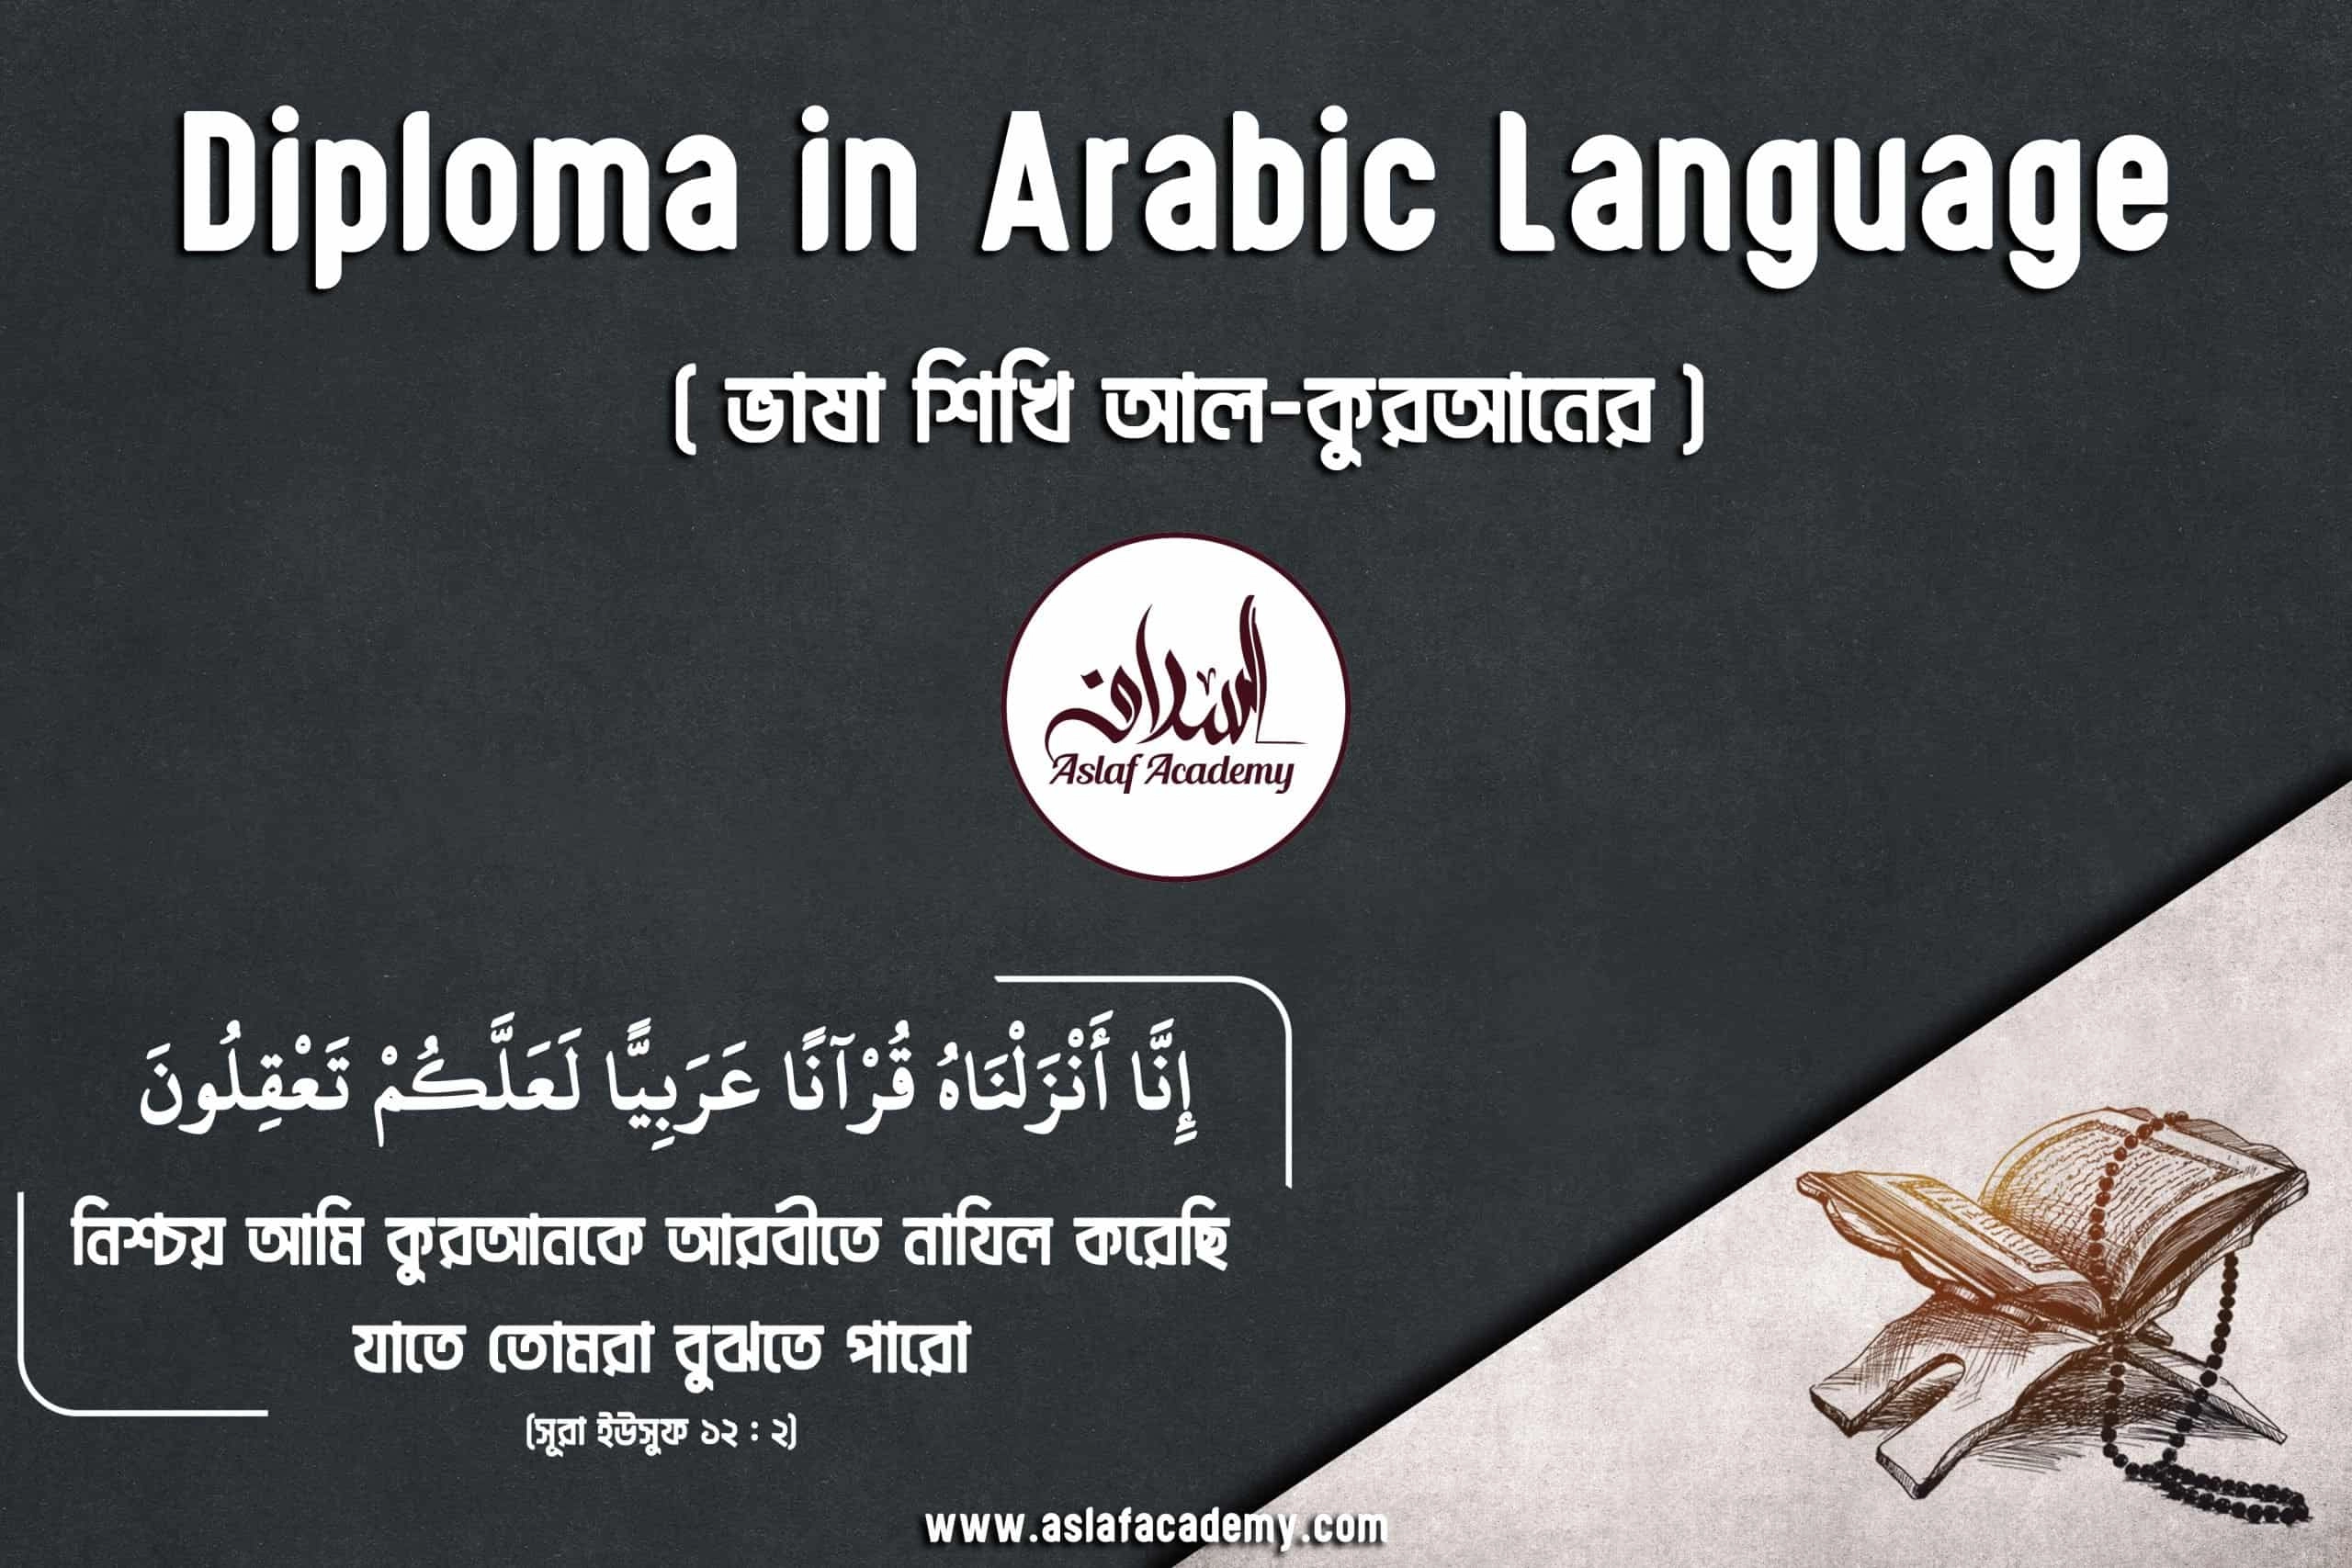 Diploma in Arabic Language
( ভাষা শিখি আল-কুরআনের )
اسلاف
Aslaf Academy
إِنَّا أَنْزَلْنَاهُ قُرْآنًا عَرَبِيًّا لَعَلَّكُمْ تَعْقِلُونَ
নিশ্চয় আমি কুরআনকে আরবীতে নাযিল করেছি
যাতে তোমরা বুঝতে পারো
(সূরা ইউসুফ ১২ : ২)
www.aslafacademy.com